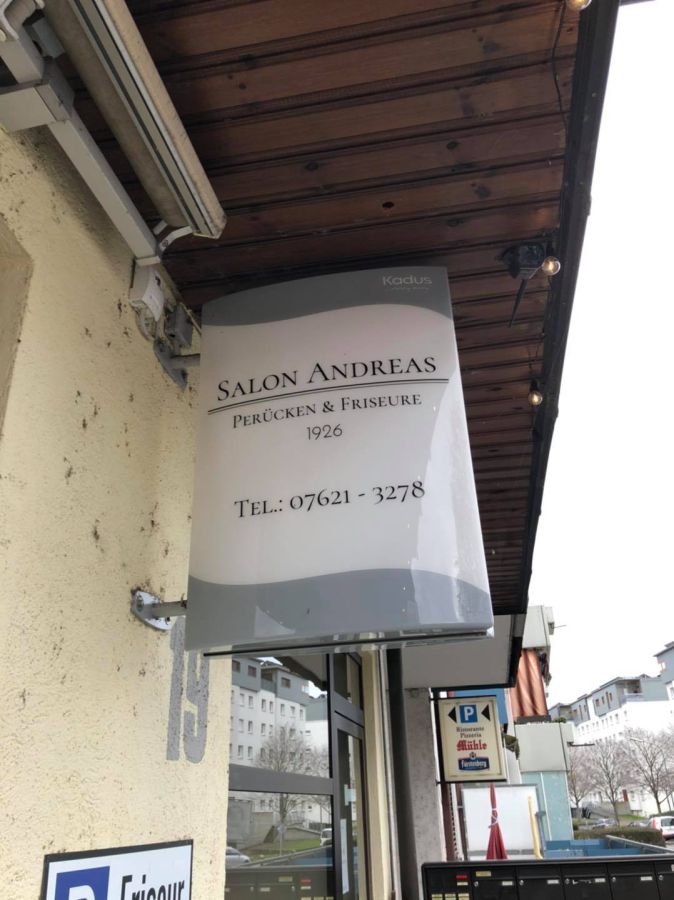 Kadus
SALON ANDREAS
PERÜCKEN & FRISEURE
1926
TEL.: 07621 - 3278
19
P
Ristorante
Pizzeria
Mühle
Fürstenberg
P Friseur